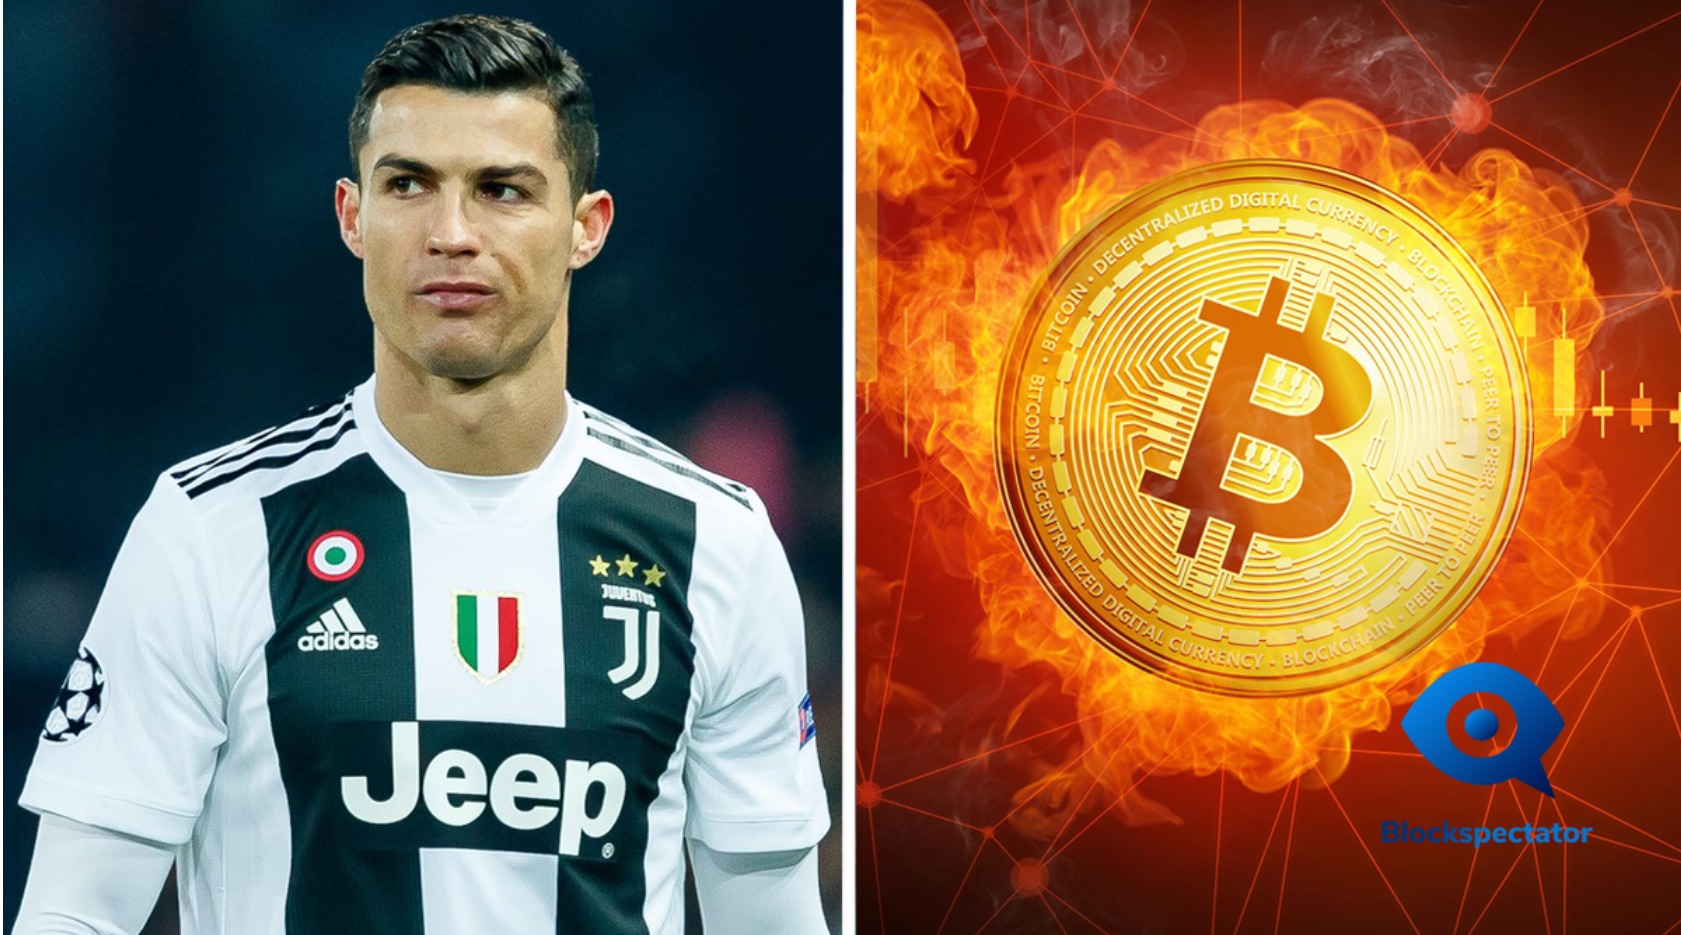 JUVENTUS
adidas
Jeep
BITCOIN • DECENTRALIZED DIGITAL CURRENCY • BLOCKCHAIN • PEER TO PEER •
BITCOIN • DECENTRALIZED DIGITAL CURRENCY • BLOCKCHAIN • PEER TO PEER
Blockspectator